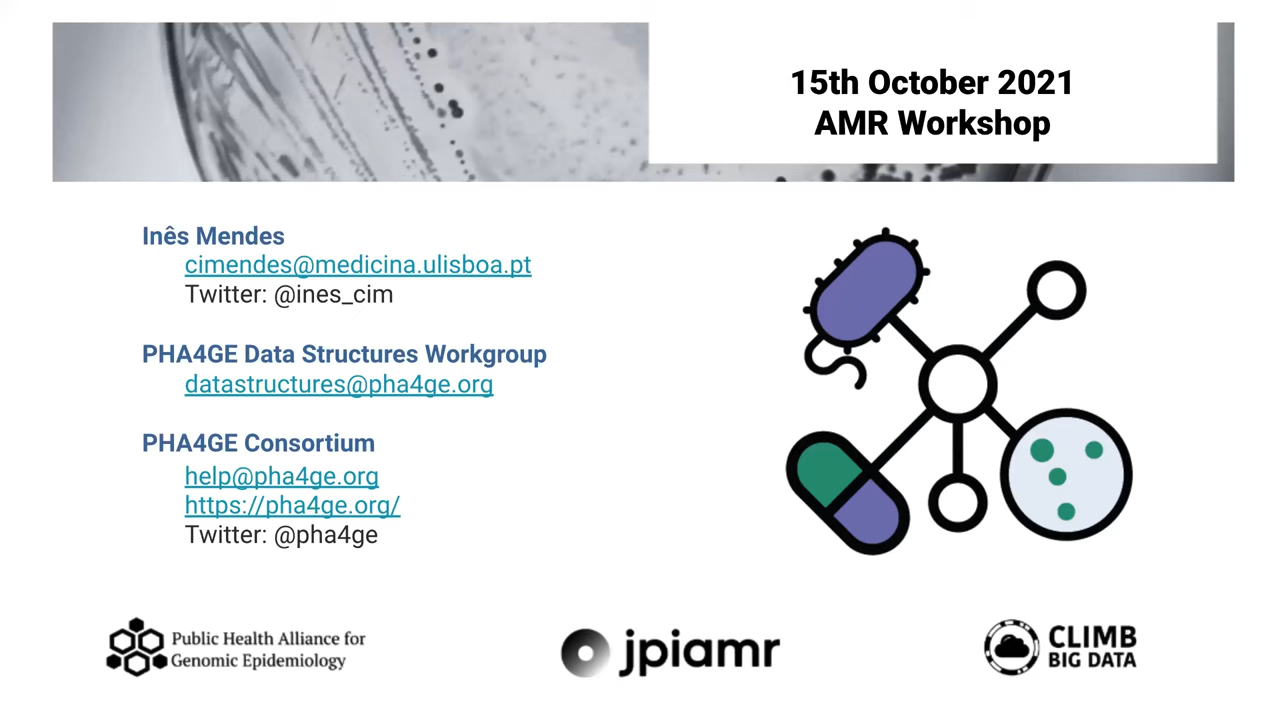 15th October 2021
AMR Workshop
Inês Mendes
cimendes@medicina.ulisboa.pt
Twitter: @ines_cim
PHA4GE Data Structures Workgroup
datastructures@pha4ge.org
PHA4GE Consortium
help@pha4ge.org
https://pha4ge.org/
Twitter: @pha4ge
Public Health Alliance for
Genomic Epidemiology
jpiamr
CLIMB
BIG DATA